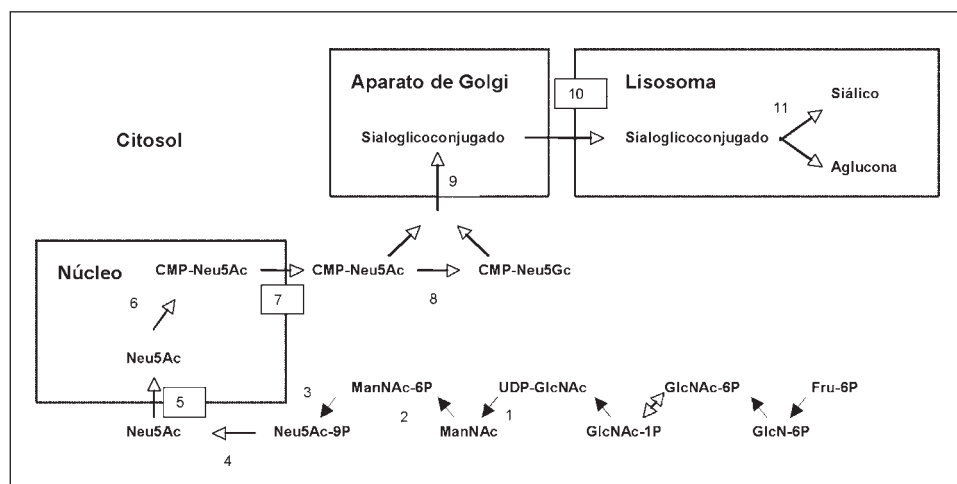 Aparato de Golgi
10
Lisosoma
11
Siálico
Citosol
Sialoglicoconjugado
Sialoglicoconjugado
Aglucona
9
Núcleo
CMP-Neu5Ac
CMP-Neu5Ac
CMP-Neu5Gc
6
7
8
Neu5Ac
3
ManNAc-6P
UDP-GlcNAc
GlcNAc-6P
Fru-6P
5
2
1
Neu5Ac
Neu5Ac-9P
ManNAc
GlcNAc-1P
GlcN-6P
4